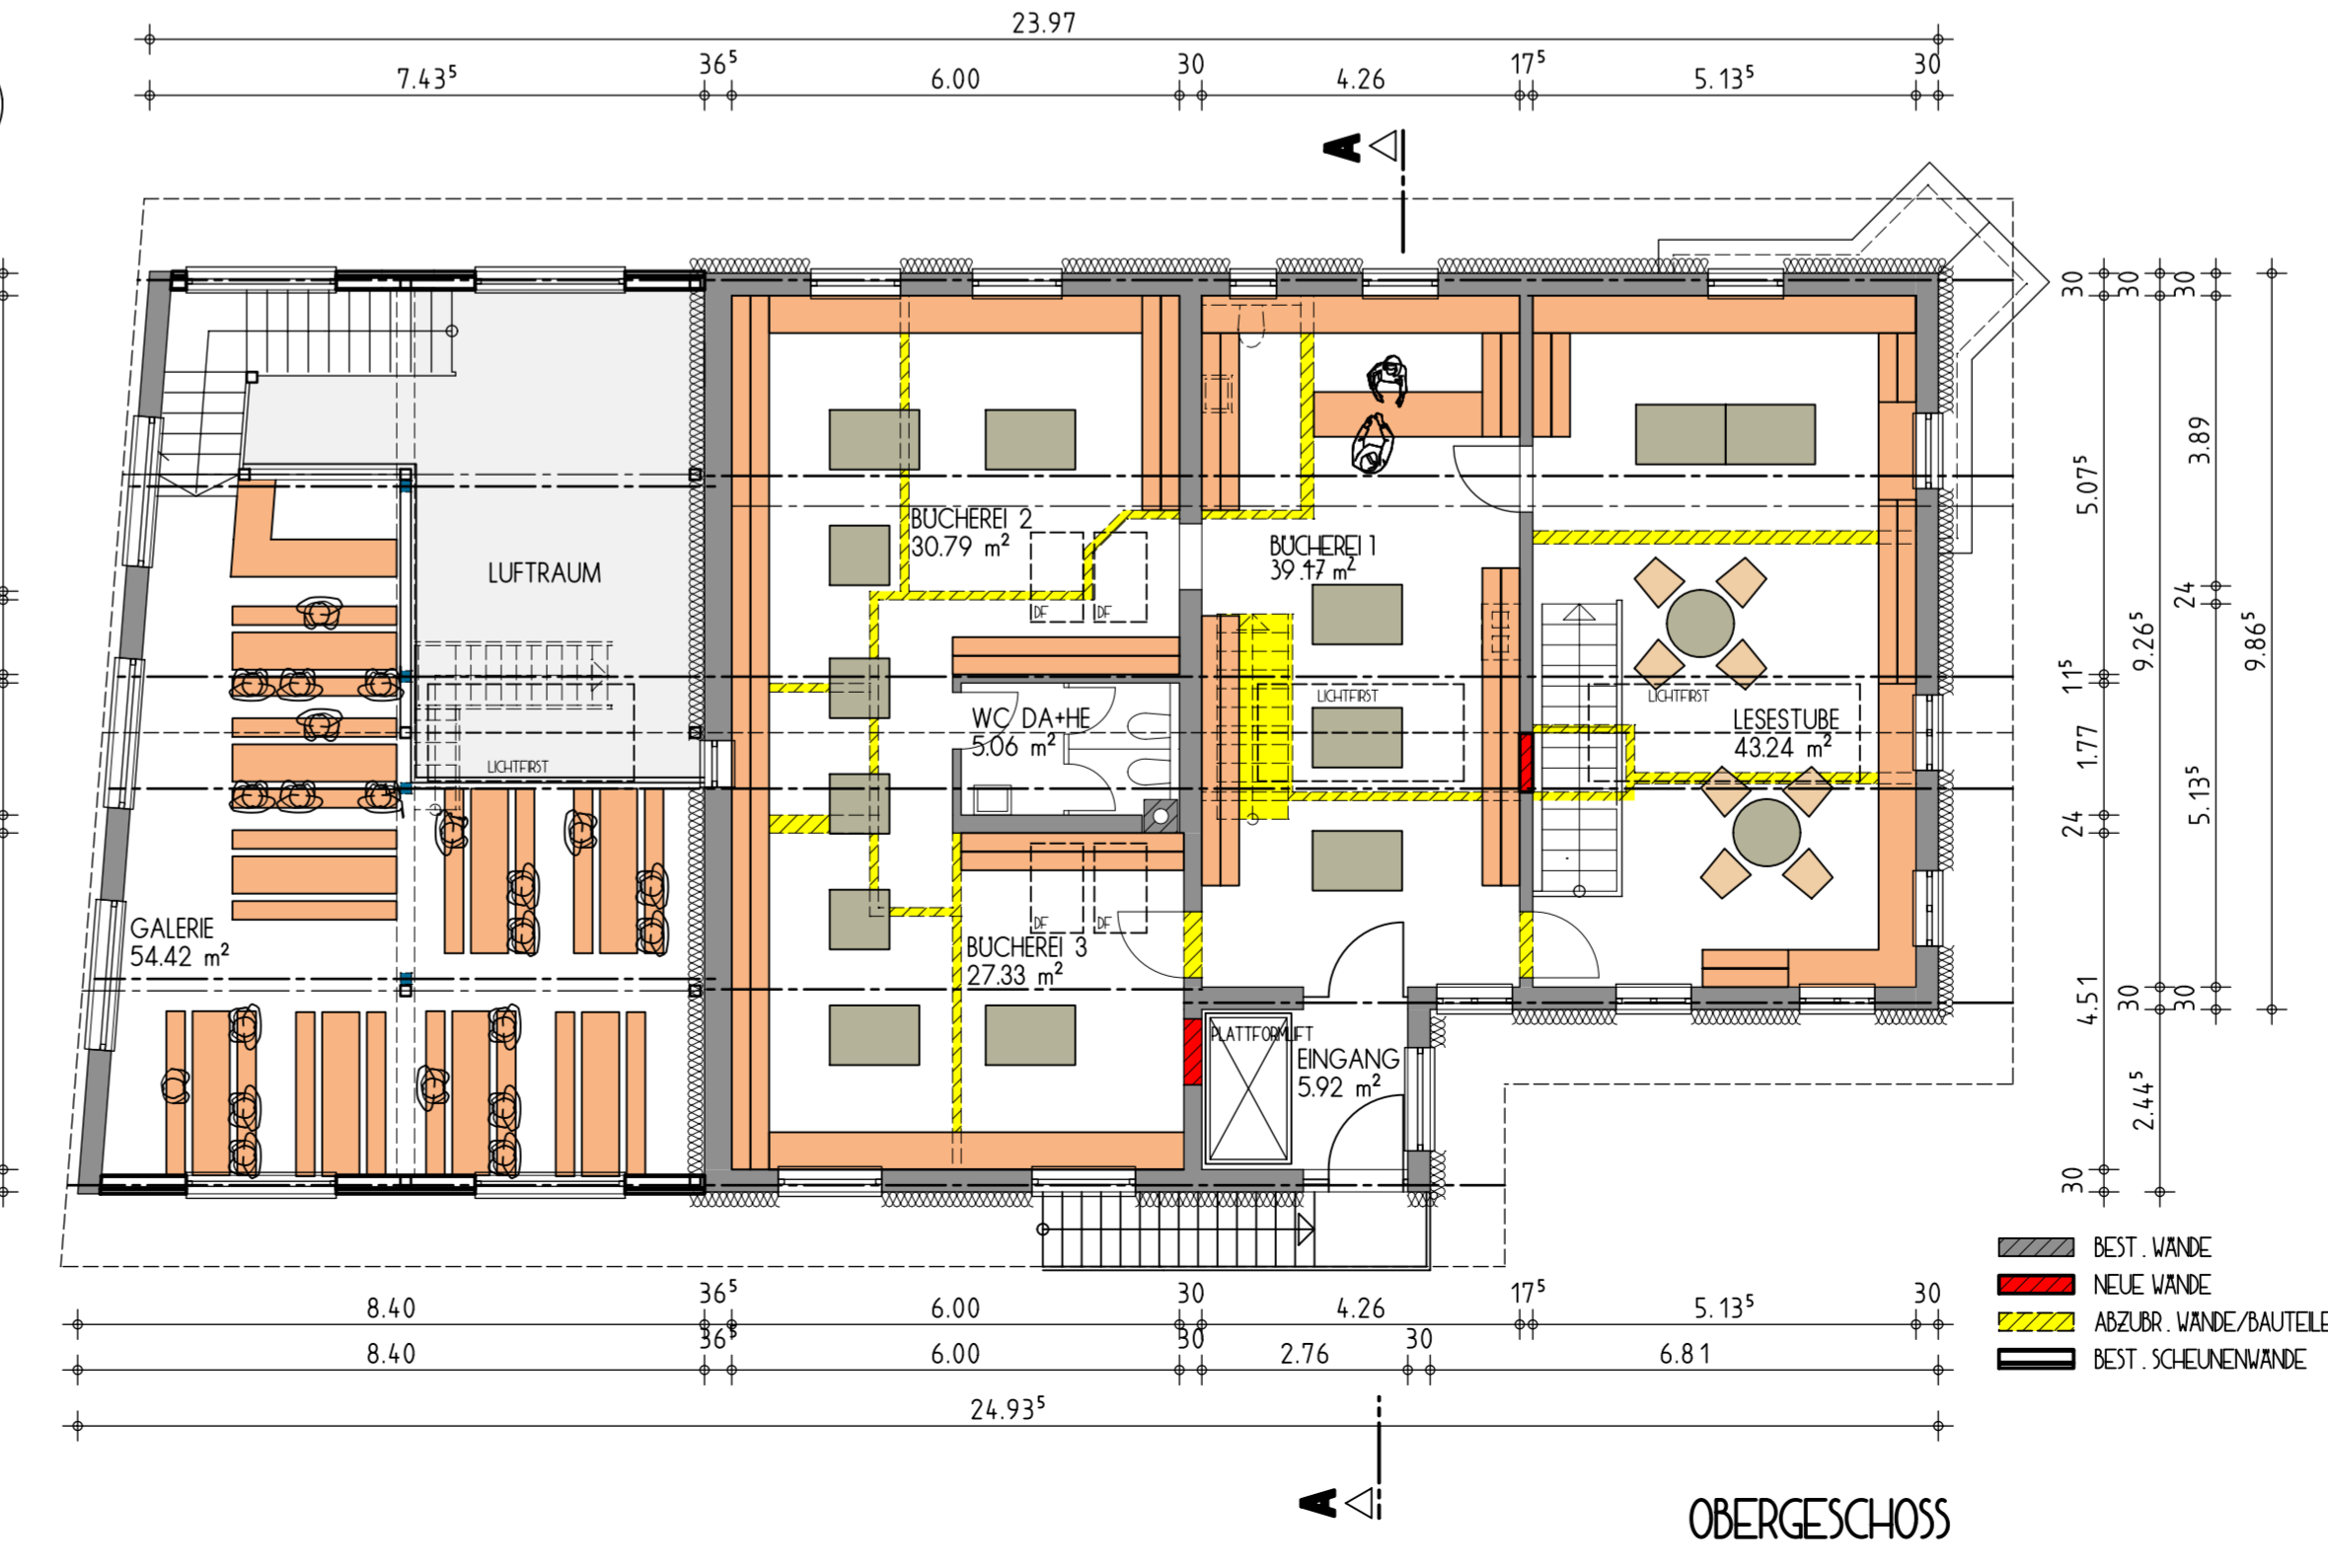 23.97
7.43⁵
36⁵
6.00
30
4.26
17⁵
5.13⁵
30
A
BÜCHEREI 2
30.79 m²
DF
DF
BÜCHEREI 1
39.47 m²
LUFTRAUM
LICHTFIRST
LICHTFIRST
LICHTFIRST
WC DA+HE
5.06 m²
LESESTUBE
43.24 m²
GALERIE
54.42 m²
DF
DF
BÜCHEREI 3
27.33 m²
PLATTFORMLIFT
EINGANG
5.92 m²
30
30
30
5.07⁵
3.89
24
11⁵
9.26⁵
9.86⁵
1.77
5.13⁵
24
4.51
30
30
2.44⁵
30
BEST. WÄNDE
NEUE WÄNDE
ABZUBR. WÄNDE/BAUTEILE
BEST. SCHEUNENWÄNDE
8.40
36⁵
6.00
30
4.26
17⁵
5.13⁵
30
8.40
36⁵
6.00
30
2.76
30
6.81
24.93⁵
A
OBERGESCHOSS